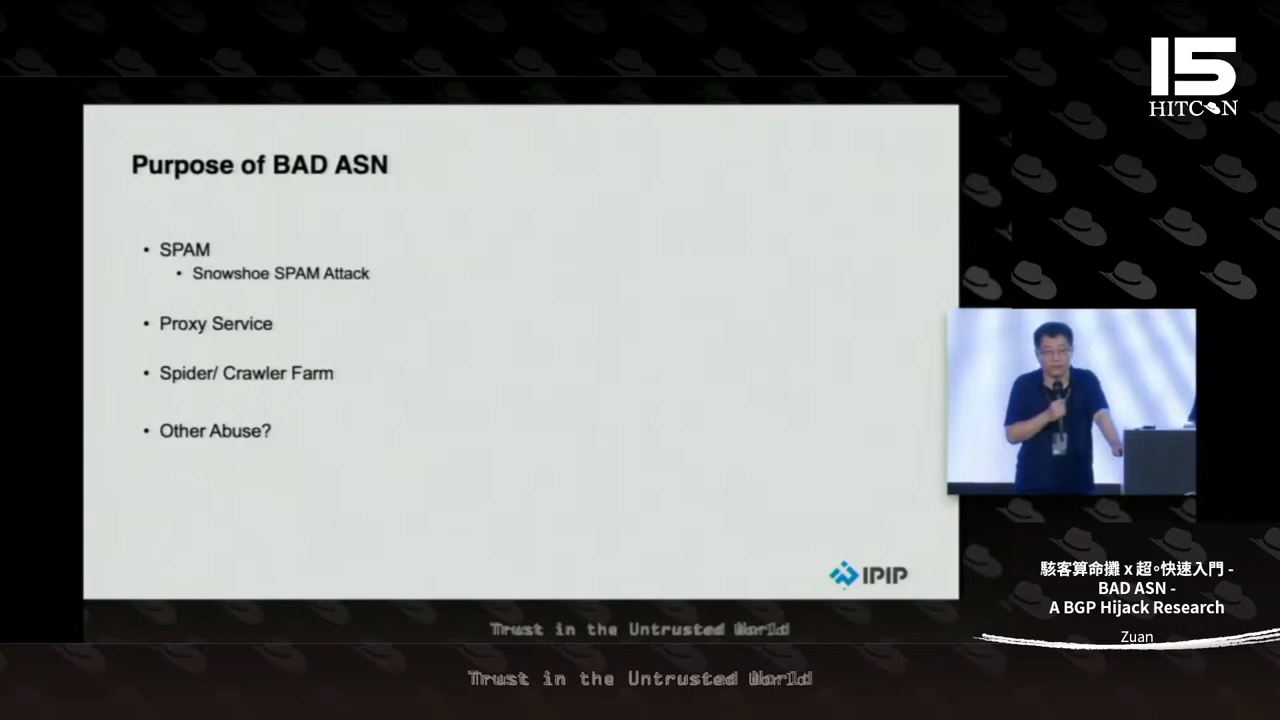 15
HITCON
Purpose of BAD ASN
• SPAM
• Snowshoe SPAM Attack
• Proxy Service
• Spider/ Crawler Farm
• Other Abuse?
IPIP
駭客算命攤 x 超∘快速入門 -
BAD ASN -
A BGP Hijack Research
Zuan
Trust in the Untrusted World
Trust in the Untrusted World